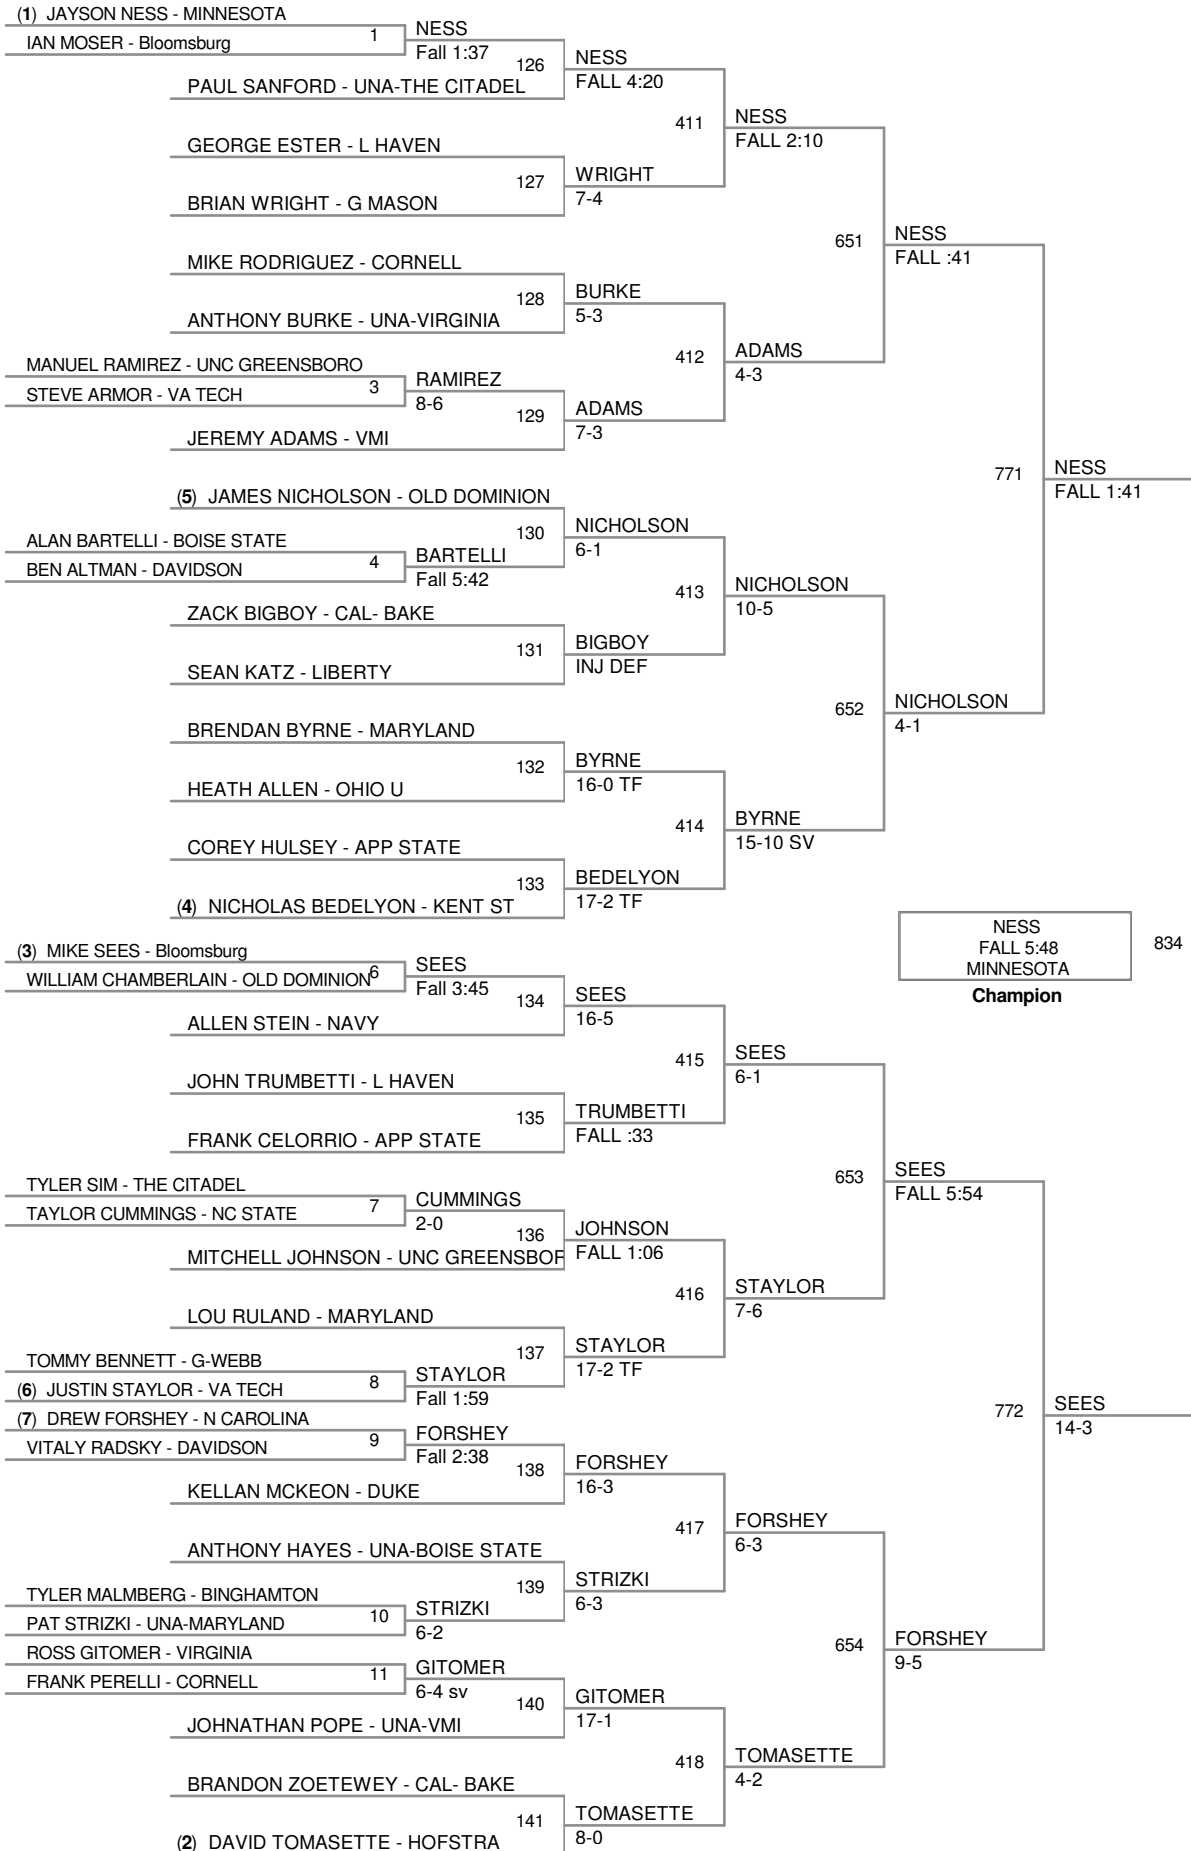 (1) JAYSON NESS - MINNESOTA
IAN MOSER - Bloomsburg
1
NESS
Fall 1:37
PAUL SANFORD - UNA-THE CITADEL
126
NESS
FALL 4:20
GEORGE ESTER - L HAVEN
BRIAN WRIGHT - G MASON
127
WRIGHT
7-4
411
NESS
FALL 2:10
MIKE RODRIGUEZ - CORNELL
ANTHONY BURKE - UNA-VIRGINIA
128
BURKE
5-3
MANUEL RAMIREZ - UNC GREENSBORO
STEVE ARMOR - VA TECH
3
RAMIREZ
8-6
JEREMY ADAMS - VMI
129
ADAMS
7-3
412
ADAMS
4-3
651
NESS
FALL :41
(5) JAMES NICHOLSON - OLD DOMINION
ALAN BARTELLI - BOISE STATE
BEN ALTMAN - DAVIDSON
4
BARTELLI
Fall 5:42
130
NICHOLSON
6-1
ZACK BIGBOY - CAL- BAKE
SEAN KATZ - LIBERTY
131
BIGBOY
INJ DEF
413
NICHOLSON
10-5
BRENDAN BYRNE - MARYLAND
HEATH ALLEN - OHIO U
132
BYRNE
16-0 TF
COREY HULSEY - APP STATE
(4) NICHOLAS BEDELYON - KENT ST
133
BEDELYON
17-2 TF
414
BYRNE
15-10 SV
652
NICHOLSON
4-1
771
NESS
FALL 1:41
NESS
FALL 5:48
MINNESOTA
834
Champion
(3) MIKE SEES - Bloomsburg
WILLIAM CHAMBERLAIN - OLD DOMINION
6
SEES
Fall 3:45
ALLEN STEIN - NAVY
134
SEES
16-5
JOHN TRUMBETTI - L HAVEN
FRANK CELORRIO - APP STATE
135
TRUMBETTI
FALL :33
415
SEES
6-1
TYLER SIM - THE CITADEL
TAYLOR CUMMINGS - NC STATE
7
CUMMINGS
2-0
MITCHELL JOHNSON - UNC GREENSBOR
136
JOHNSON
FALL 1:06
LOU RULAND - MARYLAND
TOMMY BENNETT - G-WEBB
(6) JUSTIN STAYLOR - VA TECH
8
STAYLOR
Fall 1:59
137
STAYLOR
17-2 TF
416
STAYLOR
7-6
653
SEES
FALL 5:54
(7) DREW FORSHEY - N CAROLINA
VITALY RADSKY - DAVIDSON
9
FORSHEY
Fall 2:38
KELLAN MCKEON - DUKE
138
FORSHEY
16-3
ANTHONY HAYES - UNA-BOISE STATE
TYLER MALMBERG - BINGHAMTON
PAT STRIZKI - UNA-MARYLAND
10
STRIZKI
6-2
139
STRIZKI
6-3
417
FORSHEY
6-3
ROSS GITOMER - VIRGINIA
FRANK PERELLI - CORNELL
11
GITOMER
6-4 sv
JOHNATHAN POPE - UNA-VMI
140
GITOMER
17-1
BRANDON ZOETEWEY - CAL- BAKE
(2) DAVID TOMASETTE - HOFSTRA
141
TOMASETTE
8-0
418
TOMASETTE
4-2
654
FORSHEY
9-5
772
SEES
14-3